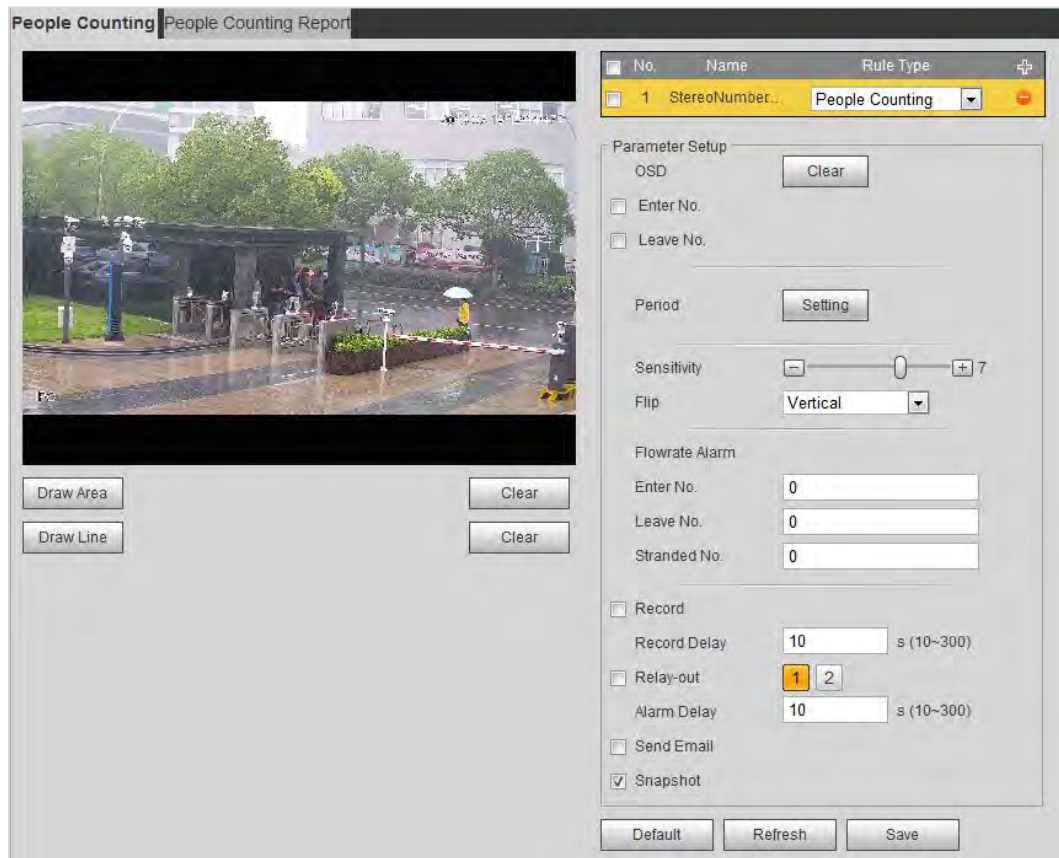 People Counting People Counting Report
No. Name Rule Type
1 StereoNumber... People Counting
Parameter Setup
OSD Clear
Enter No.
Leave No.
Period Setting
Sensitivity 7
Flip Vertical
Flowrate Alarm
Enter No. 0
Leave No. 0
Stranded No. 0
Record
Record Delay 10 s (10~300)
Relay-out 1 2
Alarm Delay 10 s (10~300)
Send Email
Snapshot
Default Refresh Save
Draw Area Clear
Draw Line Clear